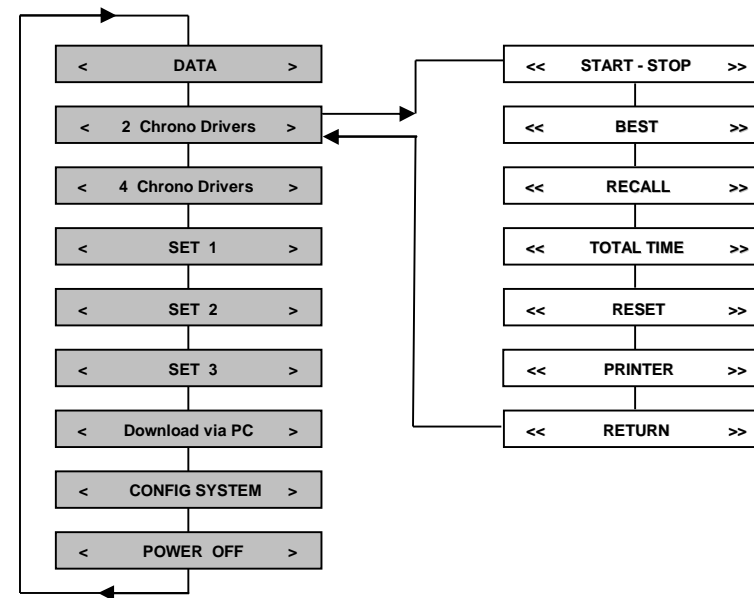 < DATA >
< 2 Chrono Drivers >
< 4 Chrono Drivers >
< SET 1 >
< SET 2 >
< SET 3 >
< Download via PC >
< CONFIG SYSTEM >
< POWER OFF >
<< START - STOP >>
<< BEST >>
<< RECALL >>
<< TOTAL TIME >>
<< RESET >>
<< PRINTER >>
<< RETURN >>